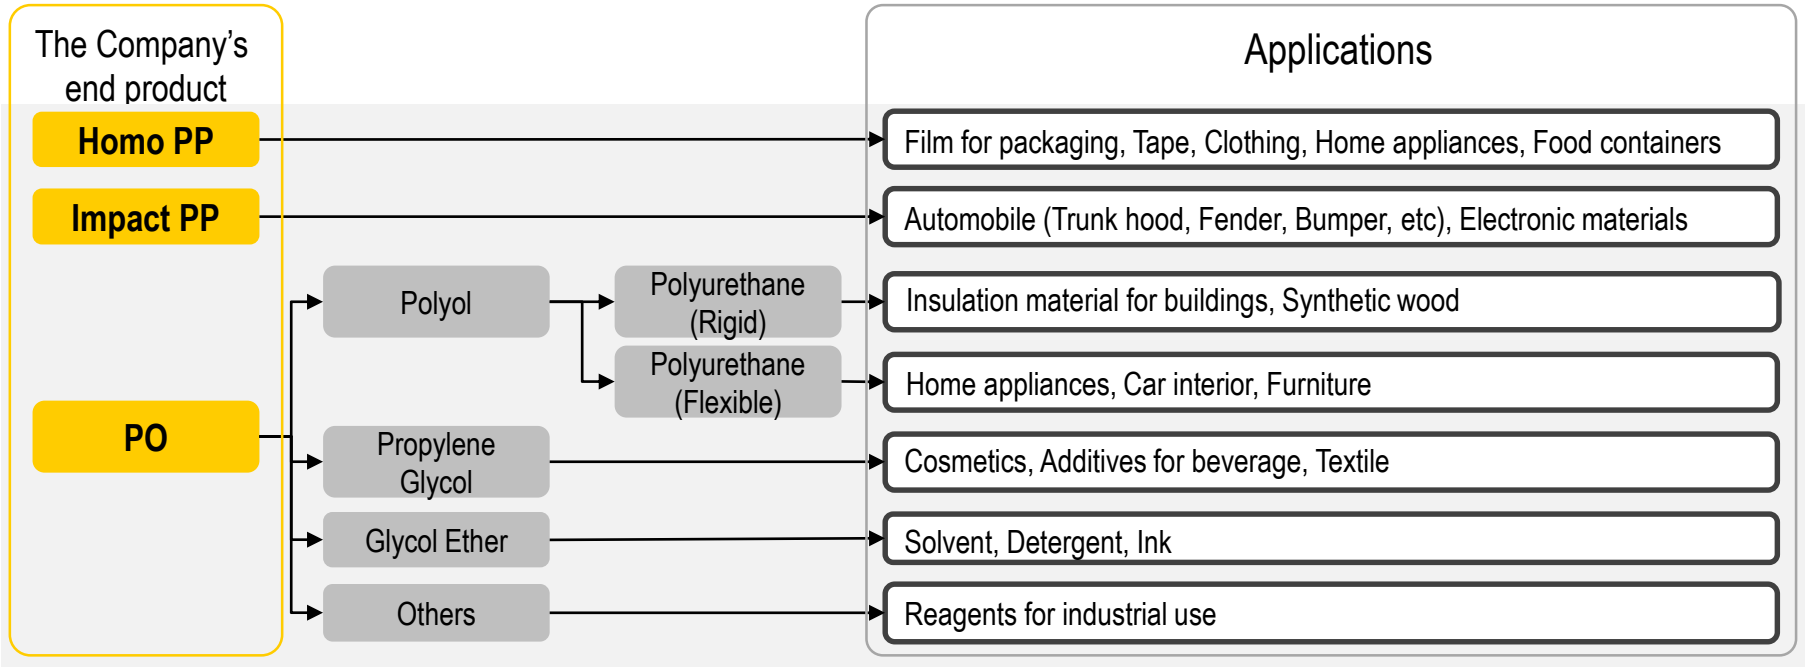 The Company’s
end product
Applications
Homo PP
Film for packaging, Tape, Clothing, Home appliances, Food containers
Impact PP
Automobile (Trunk hood, Fender, Bumper, etc), Electronic materials
Polyol
Polyurethane
(Rigid)
Insulation material for buildings, Synthetic wood
Polyurethane
(Flexible)
Home appliances, Car interior, Furniture
PO
Propylene
Glycol
Cosmetics, Additives for beverage, Textile
Glycol Ether
Solvent, Detergent, Ink
Others
Reagents for industrial use